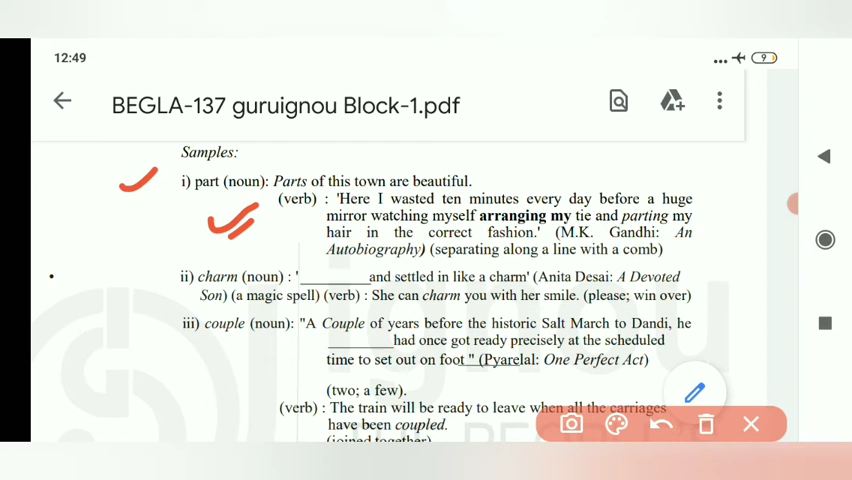 12:49
9
BEGLA-137 guruignou Block-1.pdf
Samples:
i) part (noun): Parts of this town are beautiful.
(verb) : 'Here I wasted ten minutes every day before a huge
mirror watching myself arranging my tie and parting my
hair in the correct fashion.' (M.K. Gandhi: An
Autobiography) (separating along a line with a comb)
ii) charm (noun) : '__________and settled in like a charm' (Anita Desai: A Devoted
Son) (a magic spell) (verb) : She can charm you with her smile. (please; win over)
iii) couple (noun): "A Couple of years before the historic Salt March to Dandi, he
_________had once got ready precisely at the scheduled
time to set out on foot " (Pyarelal: One Perfect Act)
(two; a few).
(verb) : The train will be ready to leave when all the carriages
have been coupled.
(joined together)
ignou